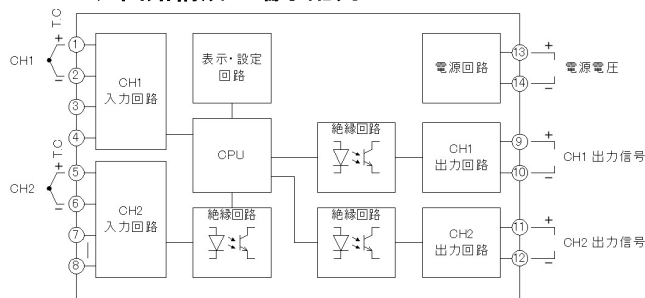 T.C
CH1
+
−
①
②
③
④
CH1
入力回路
表示・設定
回路
電源回路
⑬
⑭
+
−
電源電圧
CPU
絶縁回路
CH1
出力回路
⑨
⑩
+
−
CH1 出力信号
T.C
CH2
+
−
⑤
⑥
⑦
⑧
CH2
入力回路
絶縁回路
絶縁回路
CH2
出力回路
⑪
⑫
+
−
CH2 出力信号